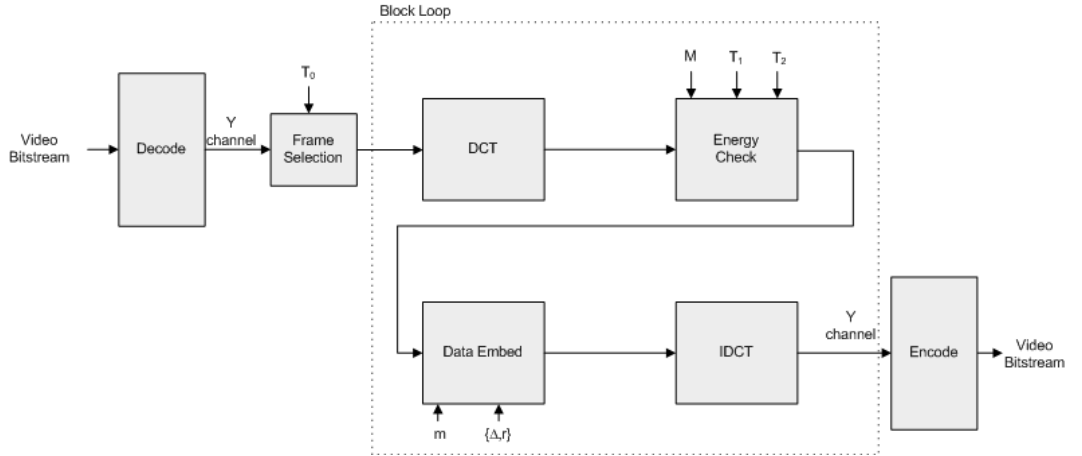 Block Loop
M
T₁
T₂
T₀
Video
Bitstream
Decode
Y
channel
Frame
Selection
DCT
Energy
Check
Data Embed
IDCT
Y
channel
Encode
Video
Bitstream
m
{Δ,r}